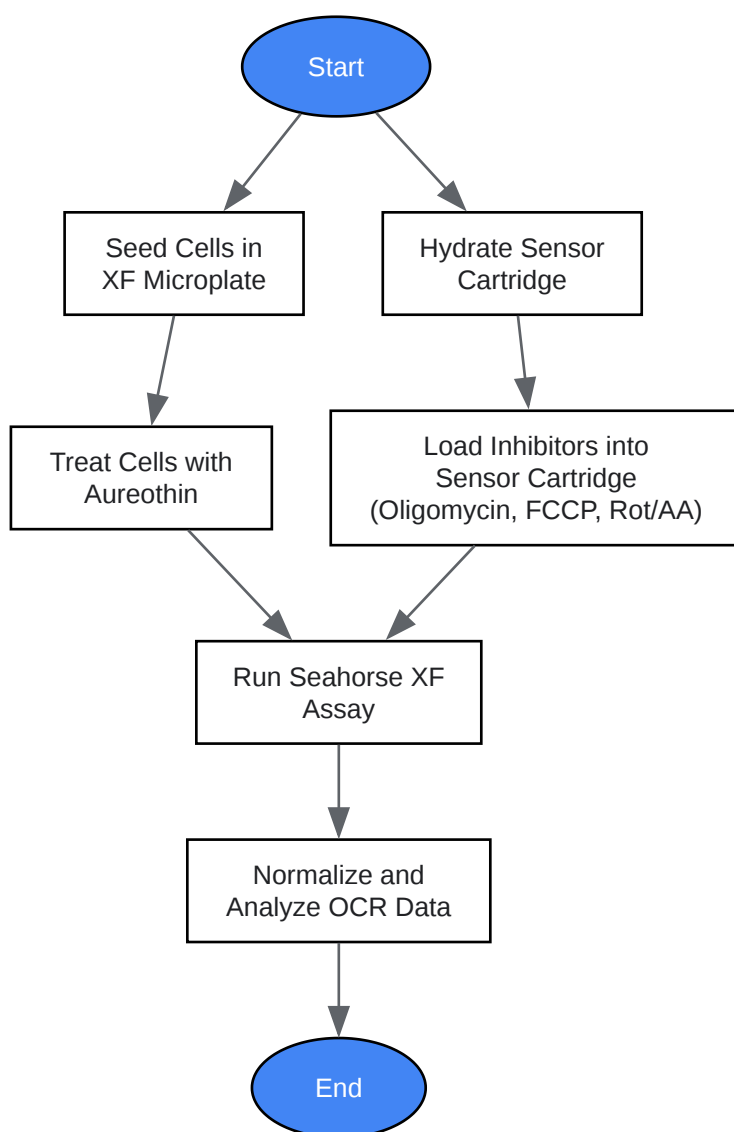 Start
Seed Cells in
XF Microplate
Hydrate Sensor
Cartridge
Treat Cells with
Aureothin
Load Inhibitors into
Sensor Cartridge
(Oligomycin, FCCP, Rot/AA)
Run Seahorse XF
Assay
Normalize and
Analyze OCR Data
End